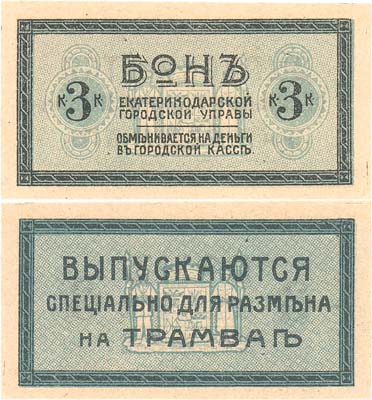 БОНЪ
К 3 К К 3 К
ЕКАТЕРИНОДАРСКОЙ
ГОРОДСКОЙ УПРАВЫ
ОБМѢНИВАЕТСЯ НА ДЕНЬГИ
ВЪ ГОРОДСКОЙ КАССѢ
ВЫПУСКАЮТСЯ
СПЕЦІАЛЬНО ДЛЯ РАЗМѢНА
НА ТРАМВАѢ